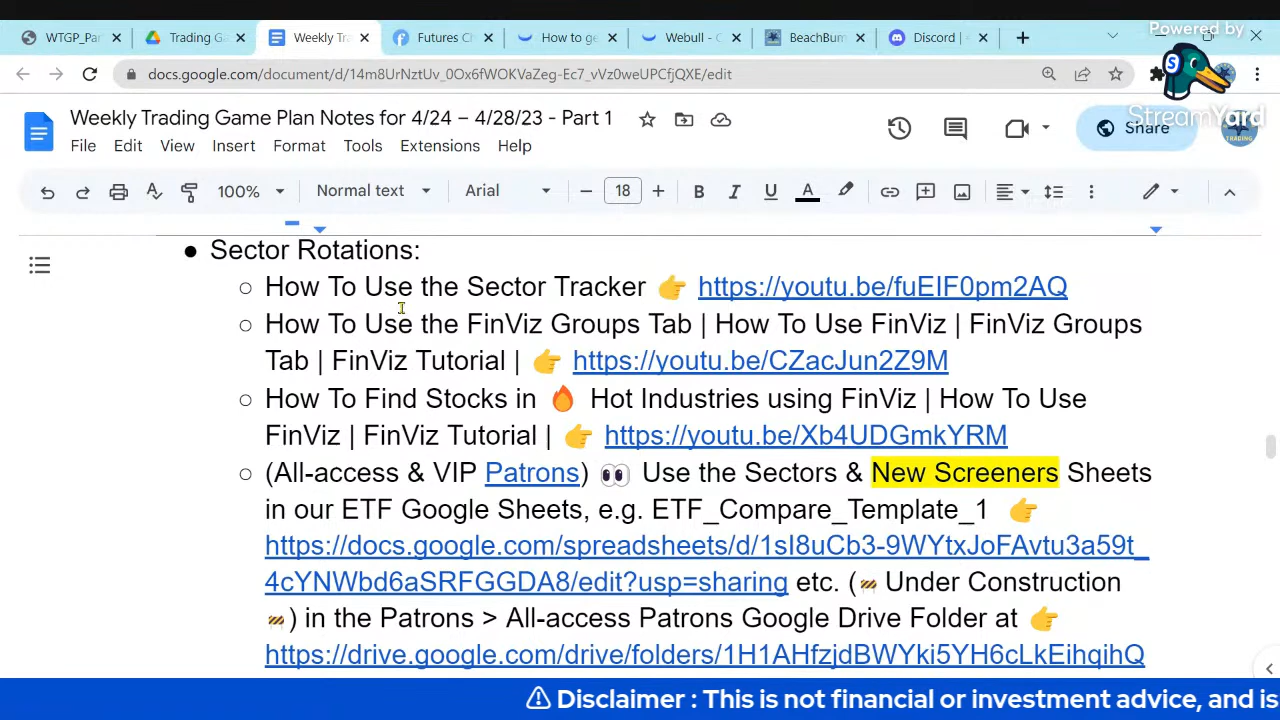 Powered by
WTGP_Par
Trading Ga
Weekly Tra
Futures Ch
How to ge
Webull - C
BeachBum
Discord | 
docs.google.com/document/d/14m8UrNztUv_0Ox6fWOKVaZeg-Ec7_vVz0weUPCfjQXE/edit
StreamYard
Weekly Trading Game Plan Notes for 4/24 – 4/28/23 - Part 1
Share
TRADING
File Edit View Insert Format Tools Extensions Help
100% Normal text Arial 18 B I U A
● Sector Rotations:
○ How To Use the Sector Tracker 👉 https://youtu.be/fuEIF0pm2AQ
○ How To Use the FinViz Groups Tab | How To Use FinViz | FinViz Groups
Tab | FinViz Tutorial | 👉 https://youtu.be/CZacJun2Z9M
○ How To Find Stocks in 🔥 Hot Industries using FinViz | How To Use
FinViz | FinViz Tutorial | 👉 https://youtu.be/Xb4UDGmkYRM
○ (All-access & VIP Patrons) 👀 Use the Sectors & New Screeners Sheets
in our ETF Google Sheets, e.g. ETF_Compare_Template_1 👉
https://docs.google.com/spreadsheets/d/1sI8uCb3-9WYtxJoFAvtu3a59t_
4cYNWbd6aSRFGGDA8/edit?usp=sharing etc. (🚧 Under Construction
🚧) in the Patrons > All-access Patrons Google Drive Folder at 👉
https://drive.google.com/drive/folders/1H1AHfzjdBWYki5YH6cLkEihqihQ
⚠ Disclaimer : This is not financial or investment advice, and is